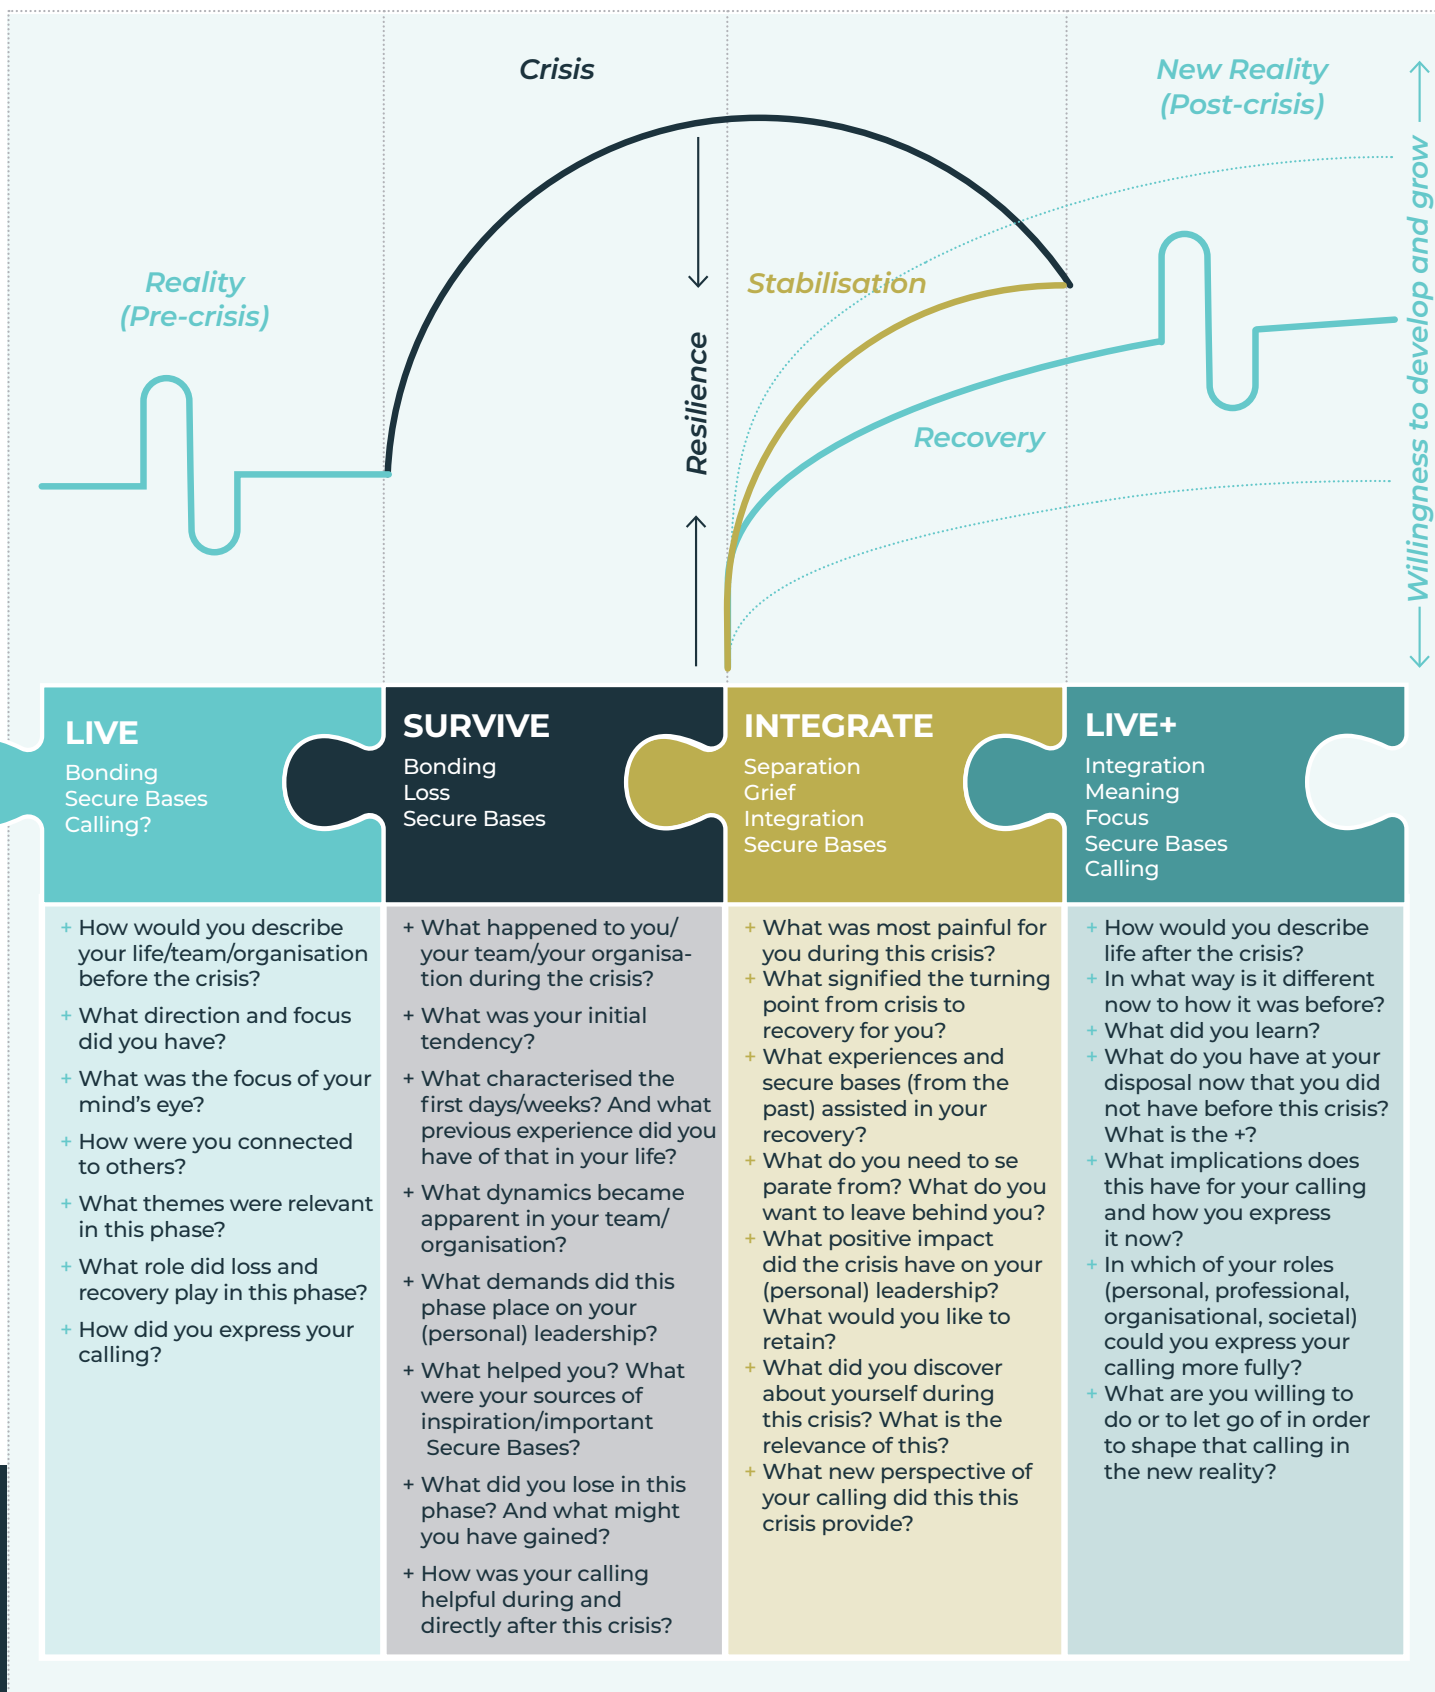 Crisis
New Reality
(Post-crisis)
Willingness to develop and grow
Reality
(Pre-crisis)
Stabilisation
Resilience
Recovery
LIVE
Bonding
Secure Bases
Calling?
+ How would you describe
your life/team/organisation
before the crisis?
+ What direction and focus
did you have?
+ What was the focus of your
mind's eye?
+ How were you connected
to others?
+ What themes were relevant
in this phase?
+ What role did loss and
recovery play in this phase?
+ How did you express your
calling?
SURVIVE
Bonding
Loss
Secure Bases
+ What happened to you/
your team/your organisa-
tion during the crisis?
+ What was your initial
tendency?
+ What characterised the
first days/weeks? And what
previous experience did you
have of that in your life?
+ What dynamics became
apparent in your team/
organisation?
+ What demands did this
phase place on your
(personal) leadership?
+ What helped you? What
were your sources of
inspiration/important
Secure Bases?
+ What did you lose in this
phase? And what might
you have gained?
+ How was your calling
helpful during and
directly after this crisis?
INTEGRATE
Separation
Grief
Integration
Secure Bases
+ What was most painful for
you during this crisis?
+ What signified the turning
point from crisis to
recovery for you?
+ What experiences and
secure bases (from the
past) assisted in your
recovery?
+ What do you need to se
parate from? What do you
want to leave behind you?
+ What positive impact
did the crisis have on your
(personal) leadership?
What would you like to
retain?
+ What did you discover
about yourself during
this crisis? What is the
relevance of this?
+ What new perspective of
your calling did this this
crisis provide?
LIVE+
Integration
Meaning
Focus
Secure Bases
Calling
+ How would you describe
life after the crisis?
+ In what way is it different
now to how it was before?
+ What did you learn?
+ What do you have at your
disposal now that you did
not have before this crisis?
What is the +?
+ What implications does
this have for your calling
and how you express
it now?
+ In which of your roles
(personal, professional,
organisational, societal)
could you express your
calling more fully?
+ What are you willing to
do or to let go of in order
to shape that calling in
the new reality?